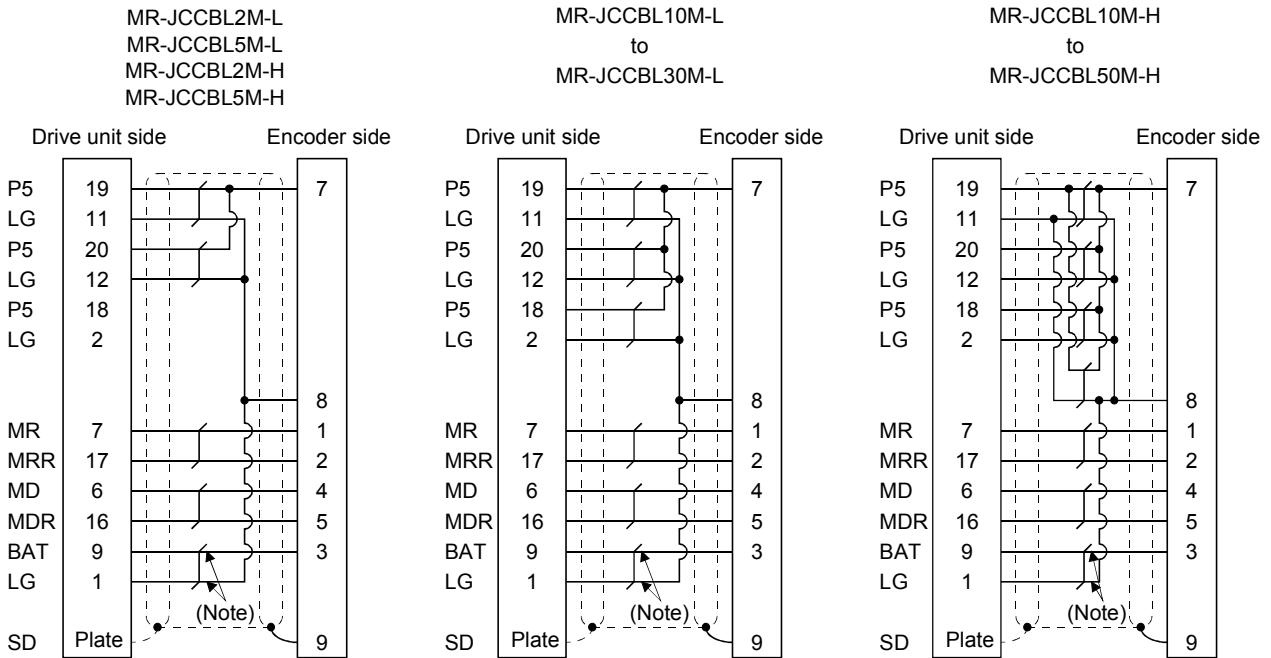 MR-JCCBL2M-L
MR-JCCBL5M-L
MR-JCCBL2M-H
MR-JCCBL5M-H
Drive unit side Encoder side
P5 19 7
LG 11
P5 20
LG 12
P5 18
LG 2
8
MR 7 1
MRR 17 2
MD 6 4
MDR 16 5
BAT 9 3
LG 1
(Note)
SD Plate 9
MR-JCCBL10M-L
to
MR-JCCBL30M-L
Drive unit side Encoder side
P5 19 7
LG 11
P5 20
LG 12
P5 18
LG 2
8
MR 7 1
MRR 17 2
MD 6 4
MDR 16 5
BAT 9 3
LG 1
(Note)
SD Plate 9
MR-JCCBL10M-H
to
MR-JCCBL50M-H
Drive unit side Encoder side
P5 19 7
LG 11
P5 20
LG 12
P5 18
LG 2
8
MR 7 1
MRR 17 2
MD 6 4
MDR 16 5
BAT 9 3
LG 1
(Note)
SD Plate 9